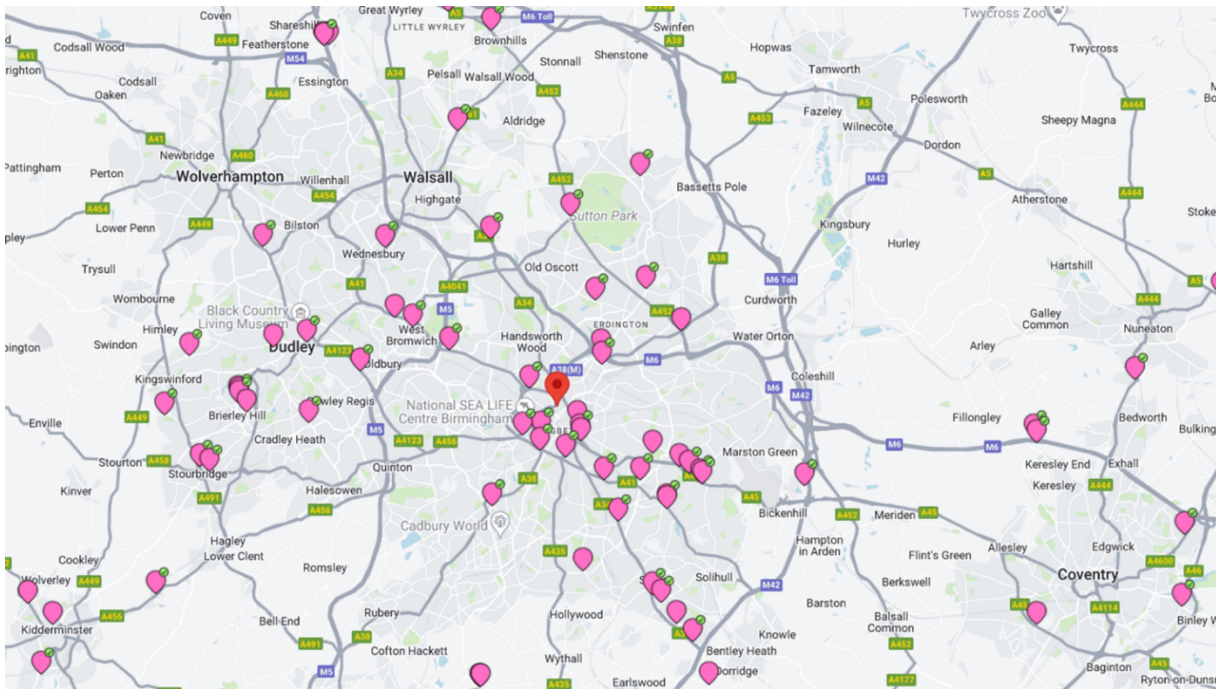 Coven
A449
Shareshill
Great Wyrley
A5
LITTLE WYRLEY
M6 Toll
Brownhills
Swinfen
A38
Twycross Zoo
Hopwas
Twycross
Codsall Wood
Featherstone
M54
A41
Essington
A34
Pelsall
Walsall Wood
Stonnall
Shenstone
A5
Tamworth
A444
Codsall
Oaken
A460
A452
Polesworth
Aldridge
A453
Fazeley
A5
Wilnecote
Sheepy Magna
A41
Newbridge
A460
Dordon
Pattingham
Perton
Wolverhampton
Willenhall
A454
Walsall
A452
Bassetts Pole
M42
A5
A444
Highgate
Atherstone
A454
Lower Penn
A449
Bilston
Sutton Park
Kingsbury
Wednesbury
Hurley
Trysull
Old Oscott
A38
Hartshill
A41
A4041
M6 Toll
A5
Wombourne
Black Country
Living Museum
M5
A34
Curdworth
A444
Himley
West
Bromwich
Handsworth
Wood
ERDINGTON
A452
Galley
Common
Nuneaton
Swindon
Dudley
A4123
Water Orton
Arley
M6
A38(M)
Kingswinford
Coleshill
M6
M42
A449
Brierley Hill
National SEA LIFE
Centre Birmingham
Fillongley
Bedworth
Enville
M5
A4123
A456
M6
M6
Cradley Heath
Marston Green
Stourton
A458
Quinton
Keresley End
Exhall
Stourbridge
A38
A41
Keresley
A444
Kinver
A491
Halesowen
A45
Bickenhill
A456
A452
Meriden
A45
Cadbury World
Hampton
in Arden
Allesley
Edgwick
Hagley
Lower Clent
A435
Flint's Green
A4600
Cookley
Romsley
Solihull
Coventry
A46
Wolverley
A449
M42
Berkswell
Rubery
Hollywood
Barston
A4114
Kidderminster
A456
Bell End
Balsall
Common
A38
Knowle
A491
Cofton Hackett
Bentley Heath
A452
Wythall
Baginton
A45
M5
Dorridge
A435
Earlswood
A4177